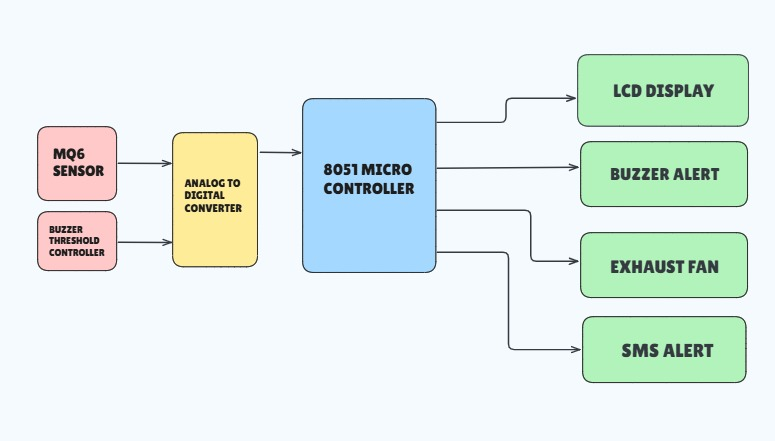 MQ6
SENSOR
BUZZER
THRESHOLD
CONTROLLER
ANALOG TO
DIGITAL
CONVERTER
8051 MICRO
CONTROLLER
LCD DISPLAY
BUZZER ALERT
EXHAUST FAN
SMS ALERT